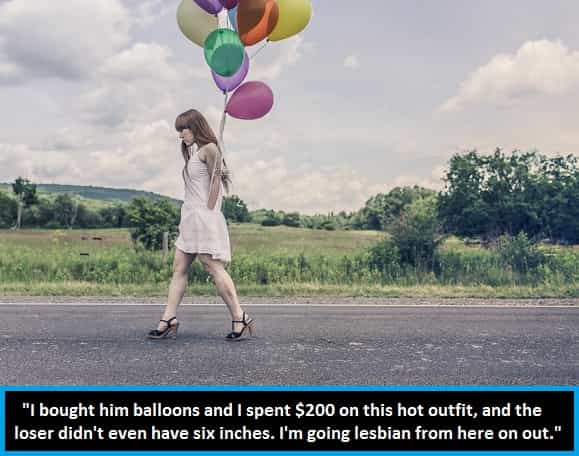 "I bought him balloons and I spent $200 on this hot outfit, and the
loser didn't even have six inches. I'm going lesbian from here on out."